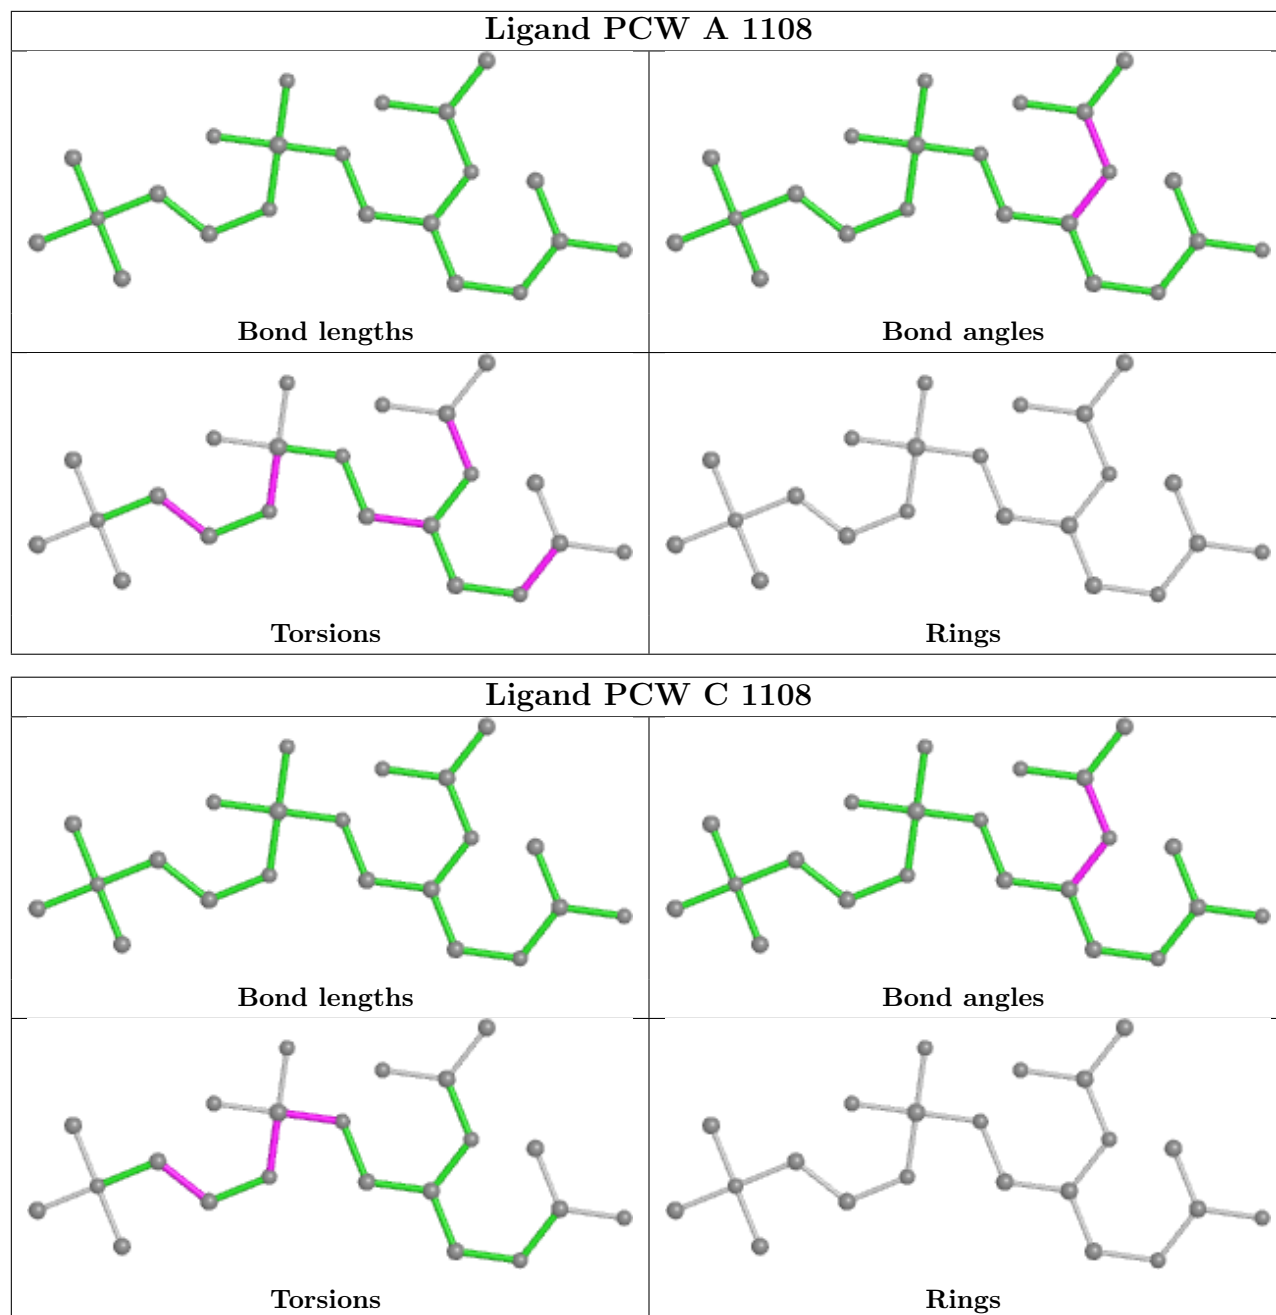 Ligand PCW A 1108
Bond lengths
Bond angles
Torsions
Rings
Ligand PCW C 1108
Bond lengths
Bond angles
Torsions
Rings